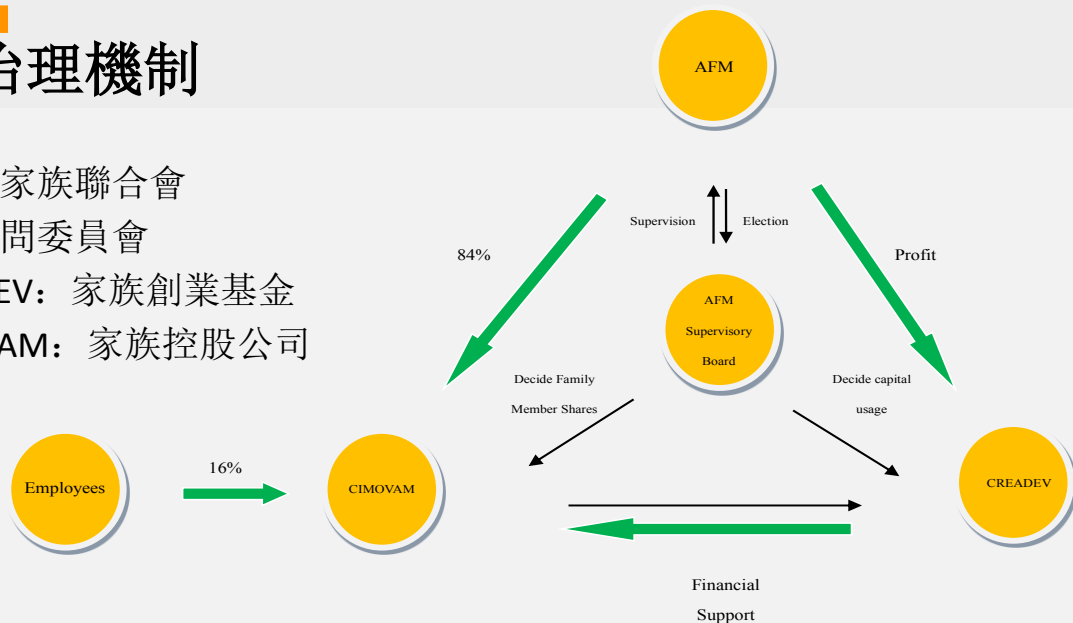 治理機制
家族聯合會
問委員會
EV：家族創業基金
AM：家族控股公司
AFM
Supervision
Election
84%
Profit
AFM
Supervisory
Board
Decide Family
Member Shares
Decide capital
usage
Employees
16%
CIMOVAM
CREADEV
Financial
Support